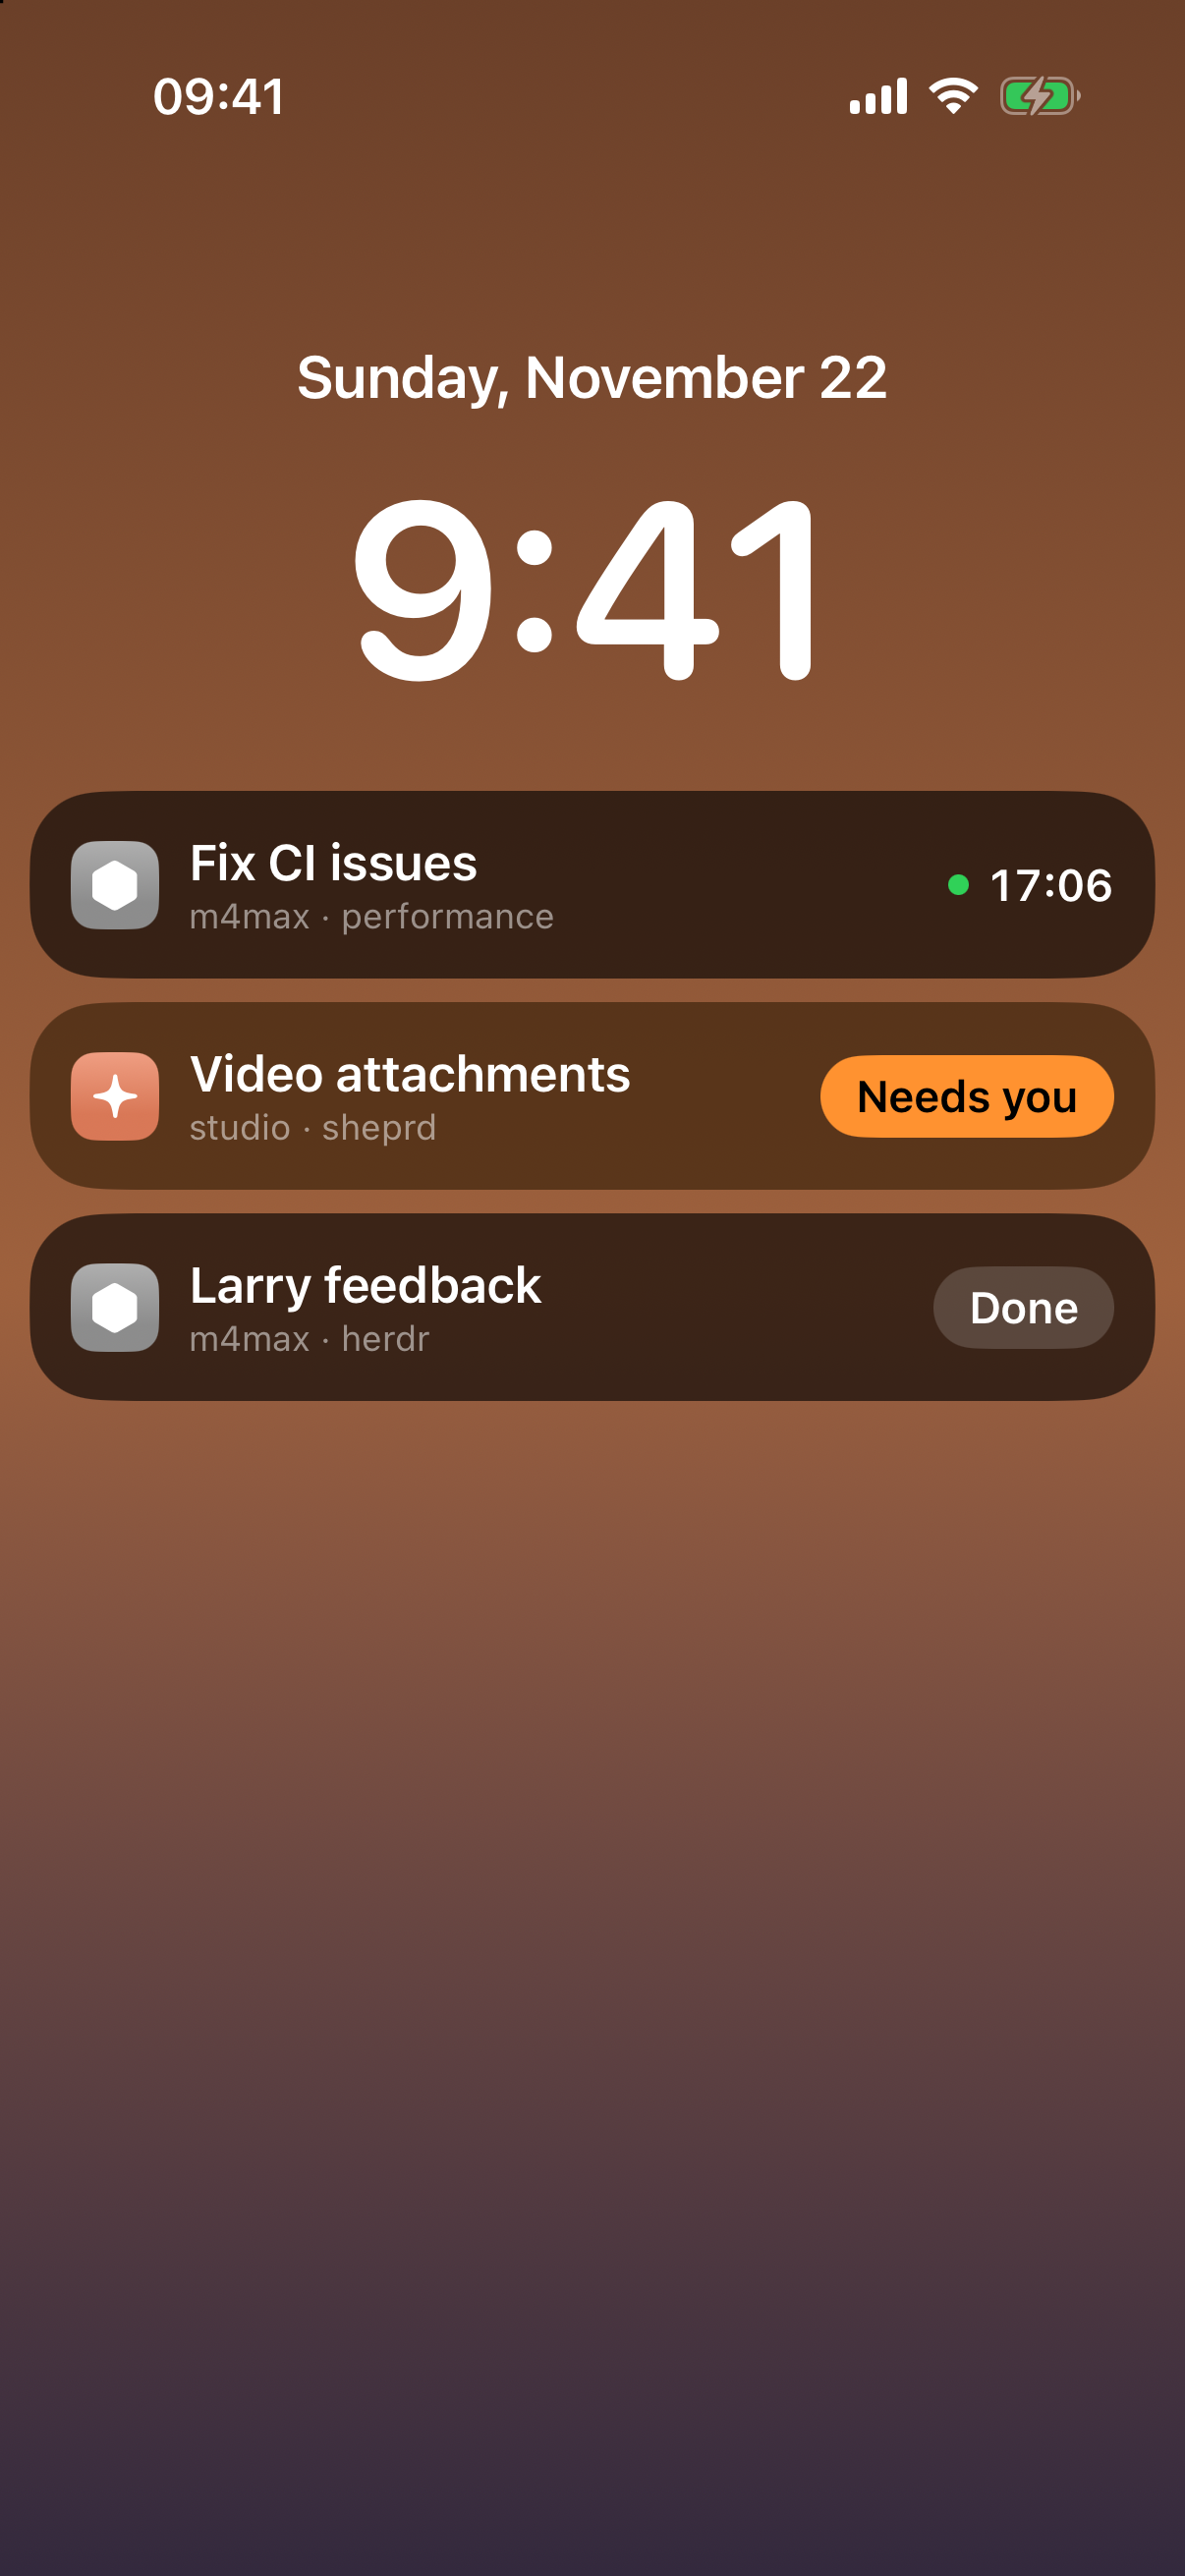 09:41
Sunday, November 22
9:41
Fix CI issues
m4max · performance
17:06
Video attachments
studio · sheprd
Needs you
Larry feedback
m4max · herdr
Done